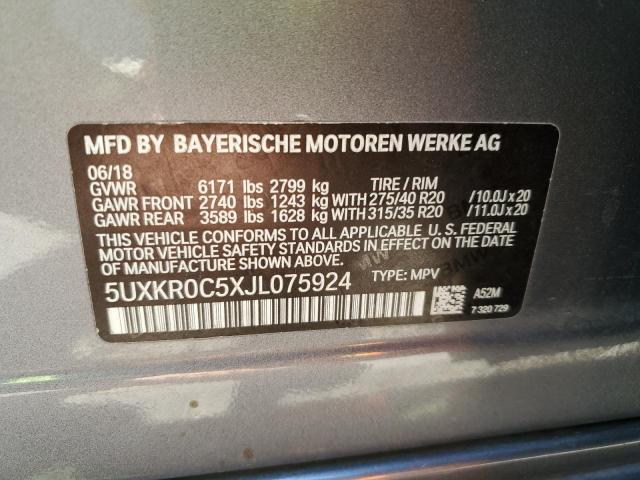 MFD BY BAYERISCHE MOTOREN WERKE AG
06/18
GVWR 6171 lbs 2799 kg TIRE / RIM
GAWR FRONT 2740 lbs 1243 kg WITH 275/40 R20 /10.0J x 20
GAWR REAR 3589 lbs 1628 kg WITH 315/35 R20 /11.0J x 20
THIS VEHICLE CONFORMS TO ALL APPLICABLE U. S. FEDERAL
MOTOR VEHICLE SAFETY STANDARDS IN EFFECT ON THE
DATE OF MANUFACTURE SHOWN ABOVE.
5UXKR0C5XJL075924 TYPE: MPV
A52M
7 320 729